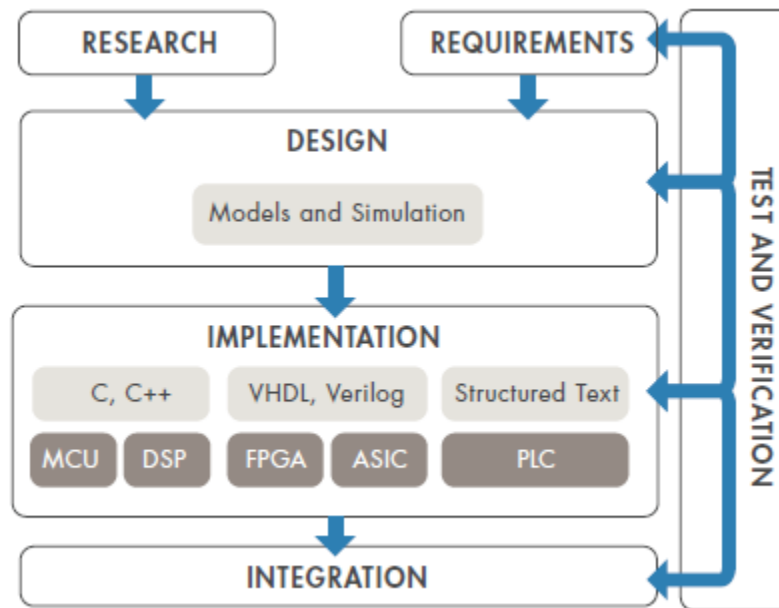 RESEARCH
REQUIREMENTS
DESIGN
Models and Simulation
IMPLEMENTATION
C, C++
VHDL, Verilog
Structured Text
MCU
DSP
FPGA
ASIC
PLC
INTEGRATION
TEST AND VERIFICATION